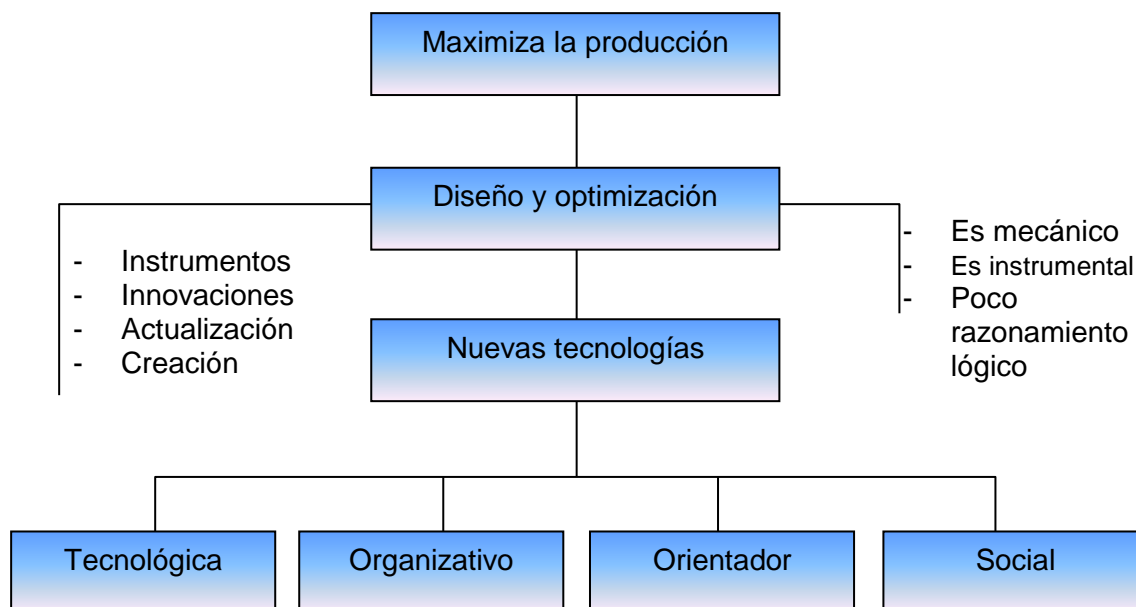 Maximiza la producción
Diseño y optimización
- Instrumentos
- Innovaciones
- Actualización
- Creación
- Es mecánico
- Es instrumental
- Poco
razonamiento
lógico
Nuevas tecnologías
Tecnológica
Organizativo
Orientador
Social